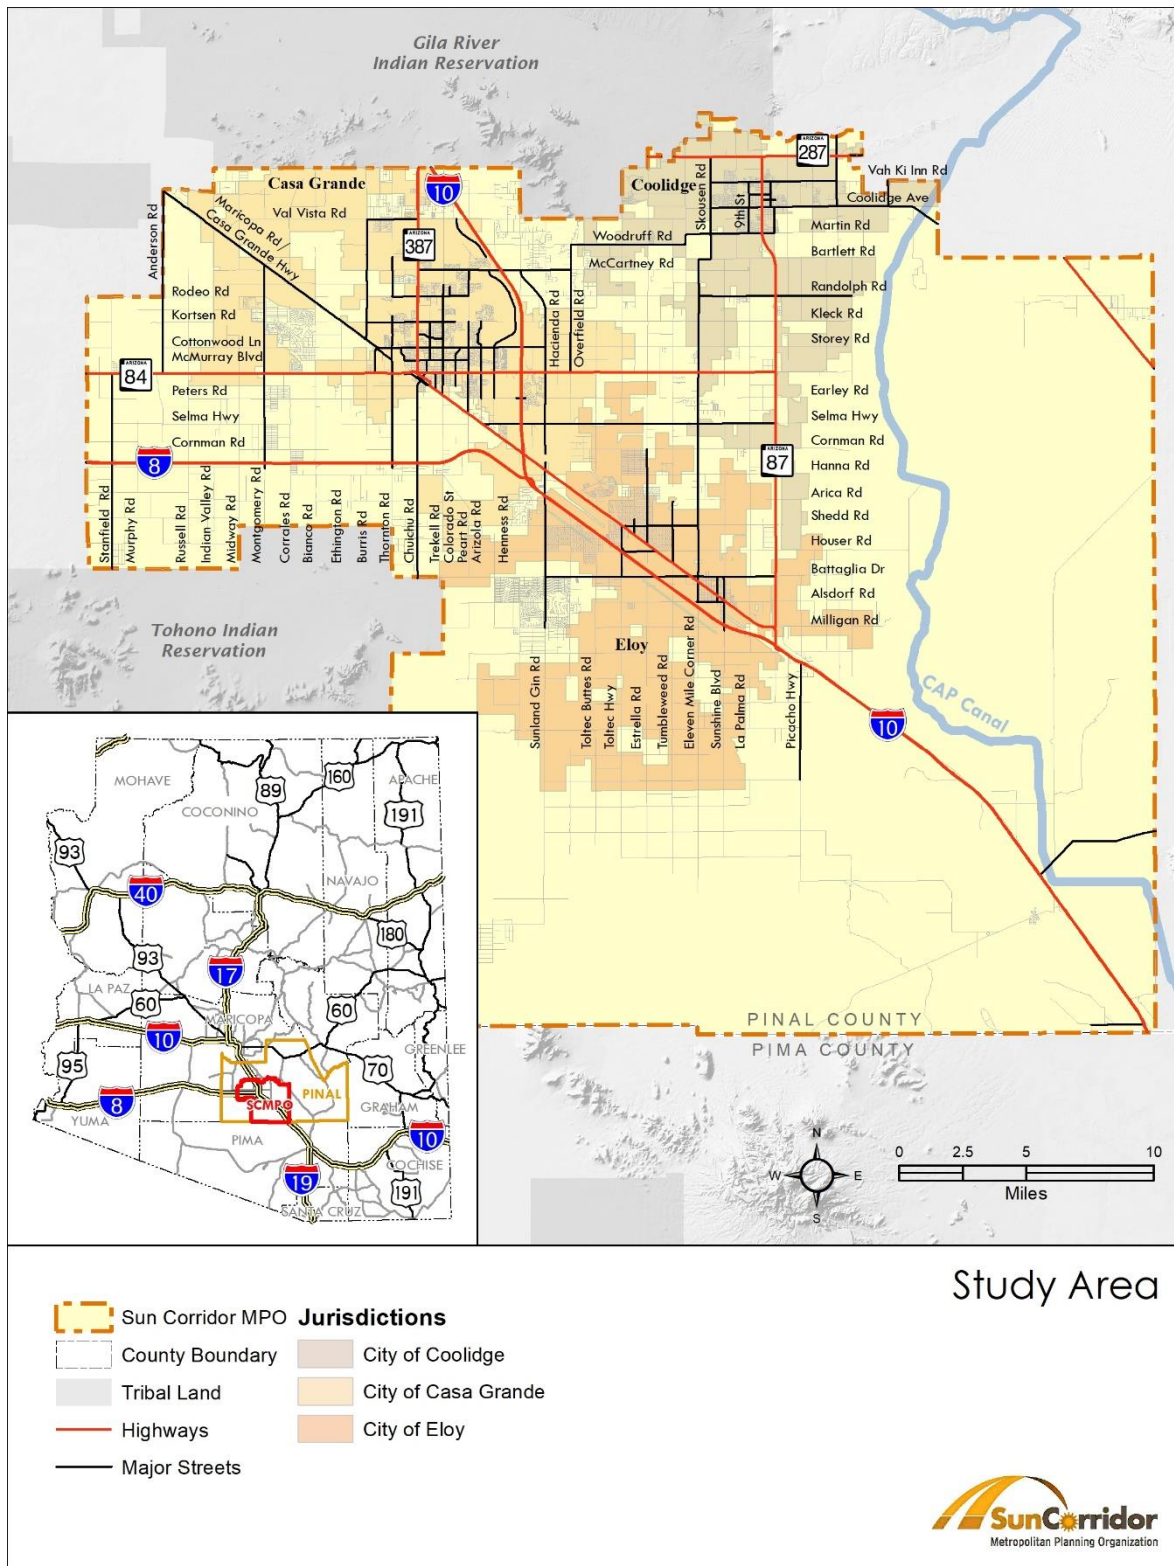 Gila River
Indian Reservation
ARIZONA
287
Vah Ki Inn Rd
Casa Grande
10
Coolidge
Skousen Rd
9th St
Coolidge Ave
Anderson Rd
Maricopa Rd /
Casa Grande Hwy
Val Vista Rd
ARIZONA
387
Woodruff Rd
McCartney Rd
Martin Rd
Bartlett Rd
Randolph Rd
Kleck Rd
Storey Rd
Rodeo Rd
Kortsen Rd
Cottonwood Ln
McMurray Blvd
Hacienda Rd
Overfield Rd
ARIZONA
84
Peters Rd
Selma Hwy
Cornman Rd
8
Earley Rd
Selma Hwy
Cornman Rd
Hanna Rd
Arica Rd
Shedd Rd
Houser Rd
Battaglia Dr
Alsdorf Rd
Milligan Rd
ARIZONA
87
Stanfield Rd
Murphy Rd
Russell Rd
Indian Valley Rd
Midway Rd
Montgomery Rd
Corrales Rd
Bianco Rd
Ethington Rd
Burris Rd
Thornton Rd
Chuichu Rd
Trekell Rd
Colorado St
Peart Rd
Arizola Rd
Henness Rd
Tohono Indian
Reservation
Eloy
Sunland Gin Rd
Toltec Buttes Rd
Toltec Hwy
Estrella Rd
Tumbleweed Rd
Eleven Mile Corner Rd
Sunshine Blvd
La Palma Rd
Picacho Hwy
10
CAP Canal
PINAL COUNTY
PIMA COUNTY
MOHAVE
COCONINO
APACHE
NAVAJO
LA PAZ
MARICOPA
GREENLEE
PINAL
SCMPO
GRAHAM
YUMA
PIMA
COCHISE
SANTA CRUZ
160
89
191
93
40
180
93
17
60
60
10
95
70
8
10
19
191
N
W
E
S
0 2.5 5 10
Miles
Study Area
Sun Corridor MPO
County Boundary
Tribal Land
Highways
Major Streets
Jurisdictions
City of Coolidge
City of Casa Grande
City of Eloy
SunCorridor
Metropolitan Planning Organization